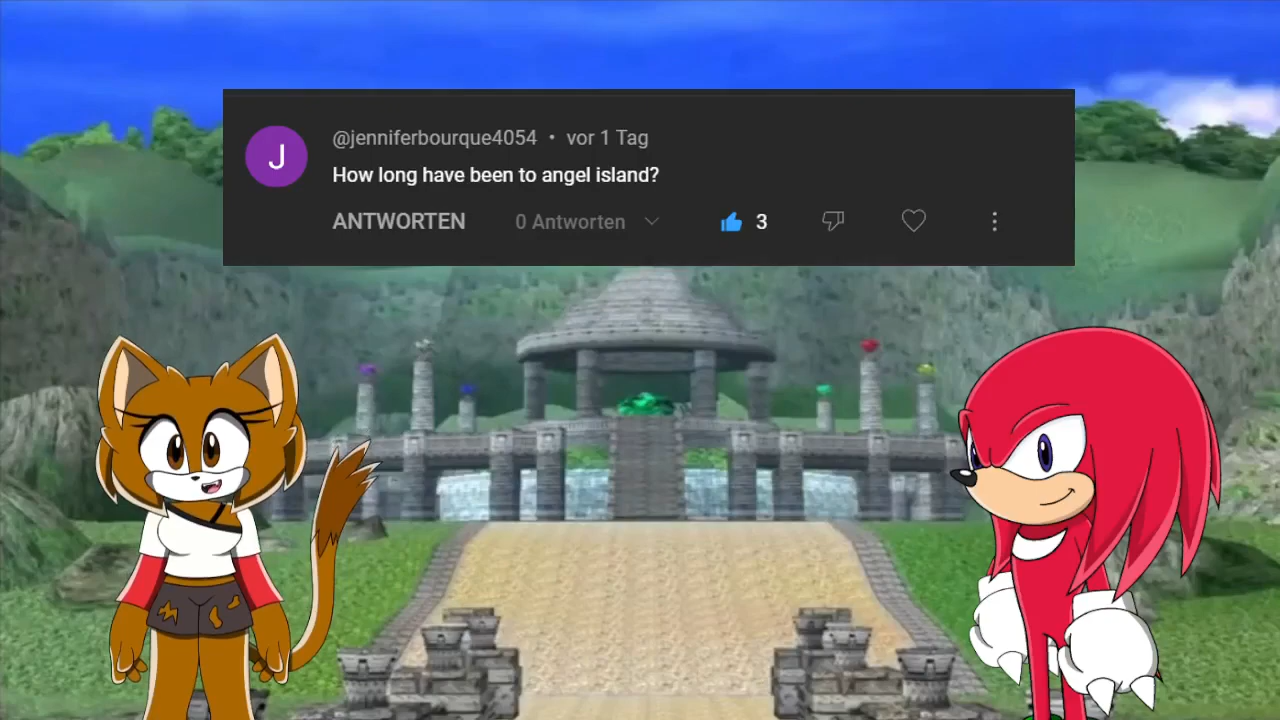 J
@jenniferbourque4054 • vor 1 Tag
How long have been to angel island?
ANTWORTEN 0 Antworten 3